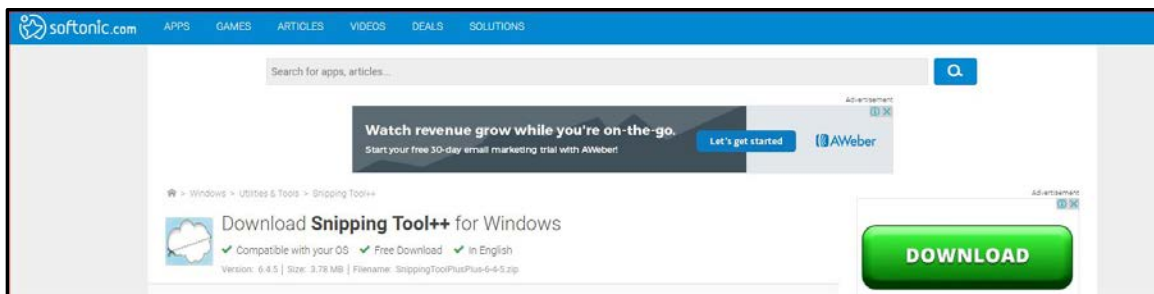 softonic.com APPS GAMES ARTICLES VIDEOS DEALS SOLUTIONS
Search for apps, articles...
Advertisement
Watch revenue grow while you're on-the-go.
Start your free 30-day email marketing trial with AWeber!
Let's get started
AWeber
> Windows > Utilities & Tools > Snipping Tool++
Download Snipping Tool++ for Windows
✓ Compatible with your OS ✓ Free Download ✓ In English
Version: 6.4.5 | Size: 3.78 MB | Filename: SnippingToolPlusPlus-6-4-5.zip
Advertisement
DOWNLOAD